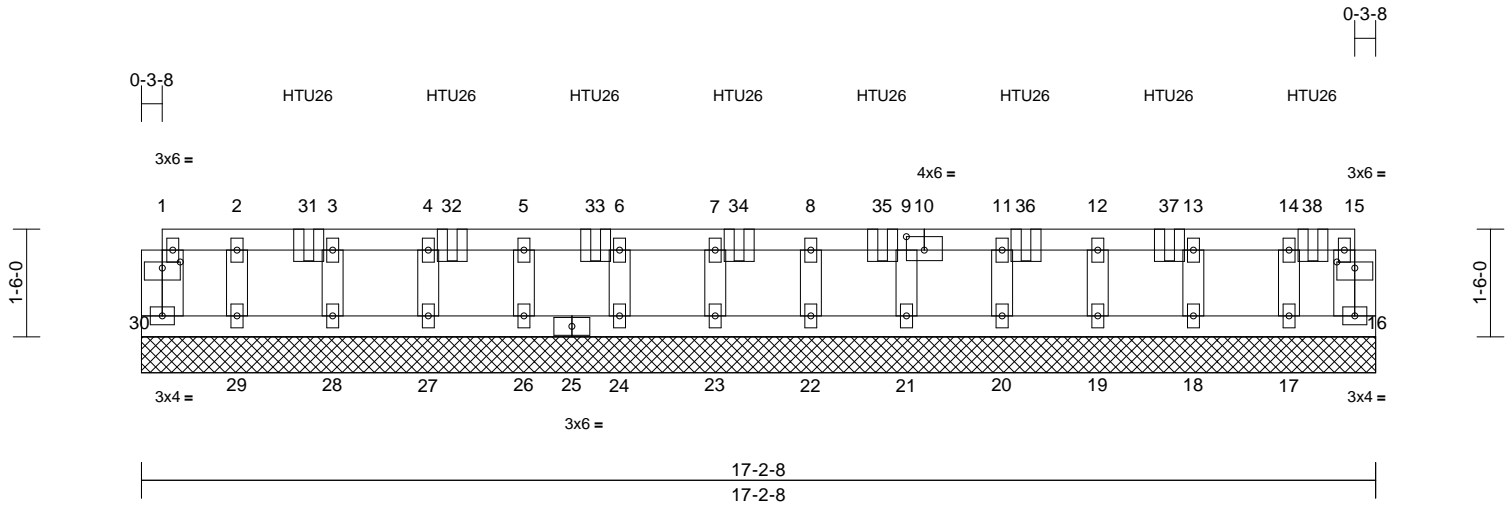 0-3-8
0-3-8
HTU26 HTU26 HTU26 HTU26 HTU26 HTU26 HTU26 HTU26
3x6 = 4x6 = 3x6 =
1 2 31 3 4 32 5 33 6 7 34 8 35 9 10 11 36 12 37 13 14 38 15
1-6-0 1-6-0
30 16
29 28 27 26 25 24 23 22 21 20 19 18 17
3x4 = 3x4 =
3x6 =
17-2-8
17-2-8